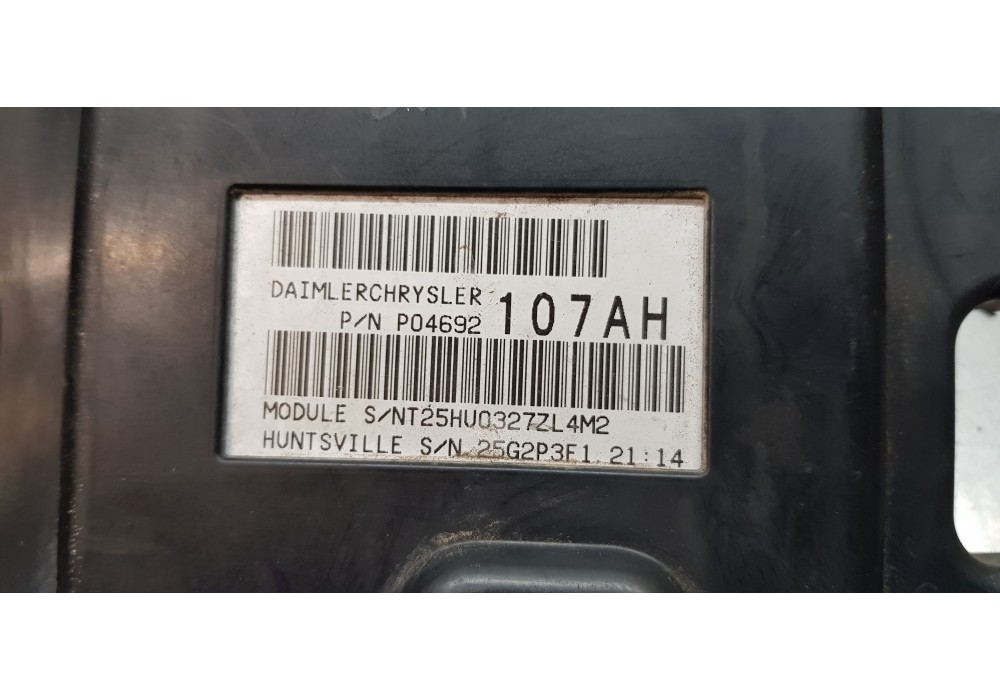 DAIMLERCHRYSLER
P/N P04692 107AH
MODULE S/NT25HU0327ZL4M2
HUNTSVILLE S/N 25G2P3F1 21:14